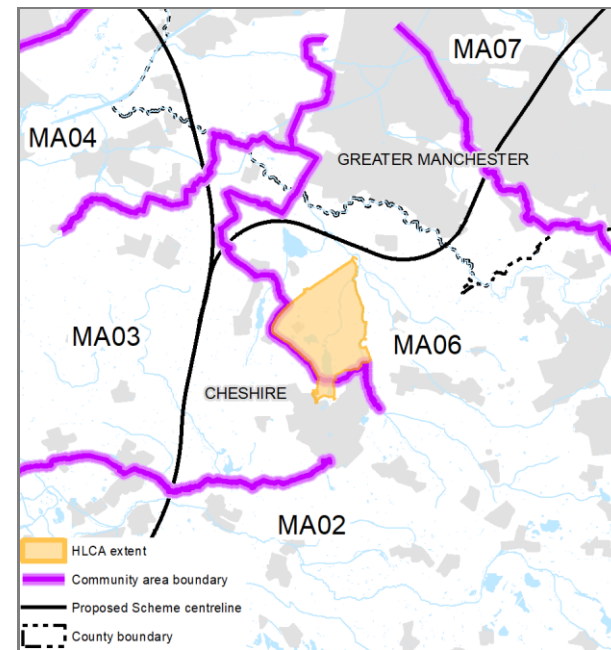 MA07
MA04
GREATER MANCHESTER
MA03
MA06
CHESHIRE
MA02
HLCA extent
Community area boundary
Proposed Scheme centreline
County boundary